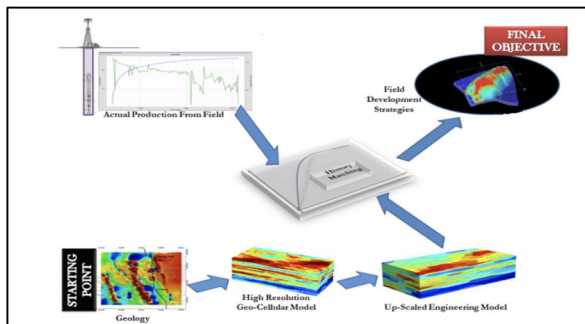 FINAL
OBJECTIVE
Field
Development
Strategies
Actual Production From Field
History
Matching
STARTING
POINT
Geology
High Resolution
Geo-Cellular Model
Up-Scaled Engineering Model